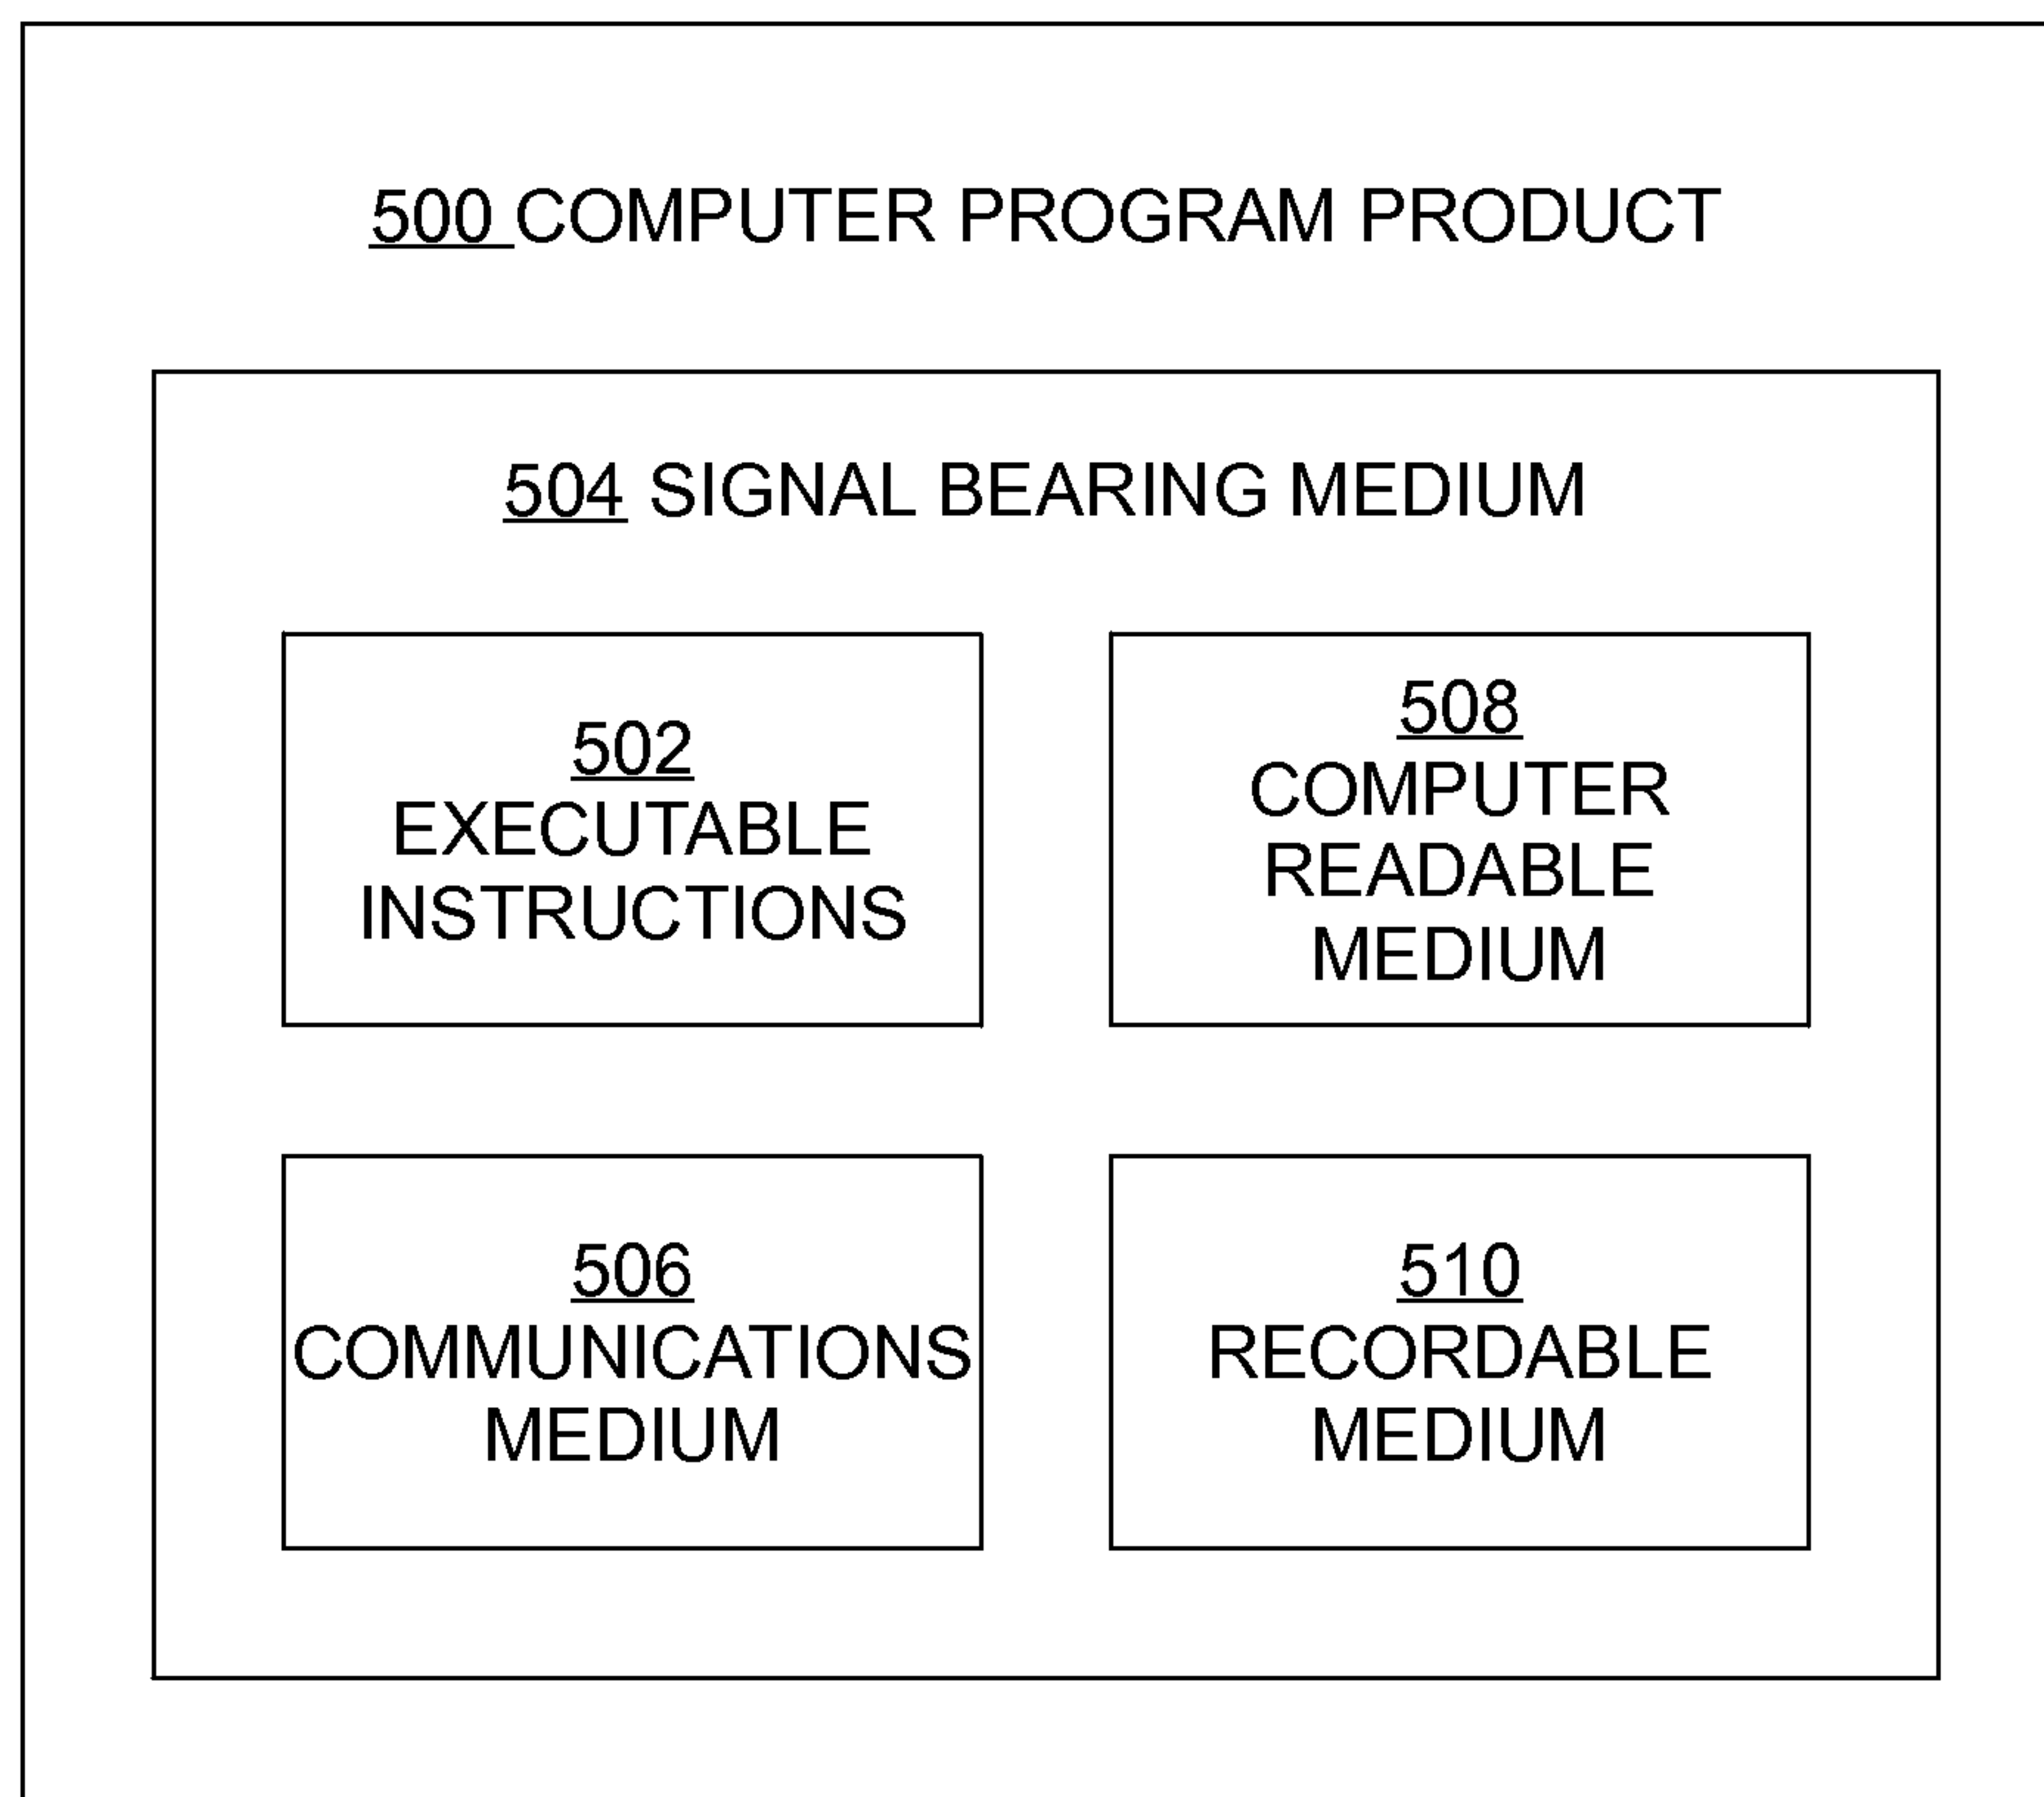 500 COMPUTER PROGRAM PRODUCT
504 SIGNAL BEARING MEDIUM
502
EXECUTABLE
INSTRUCTIONS
508
COMPUTER
READABLE
MEDIUM
506
COMMUNICATIONS
MEDIUM
510
RECORDABLE
MEDIUM